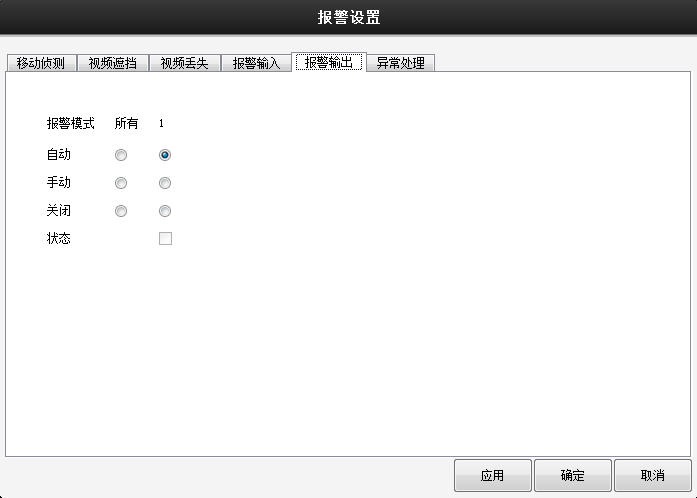 报警设置
移动侦测 视频遮挡 视频丢失 报警输入 报警输出 异常处理
报警模式 所有 1
自动
手动
关闭
状态
应用 确定 取消